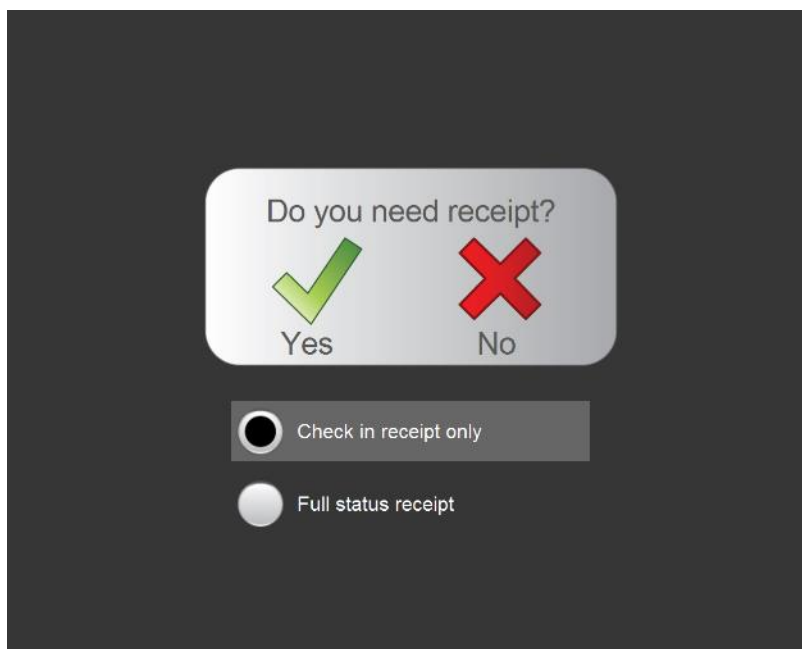 Do you need receipt?
Yes No
Check in receipt only
Full status receipt